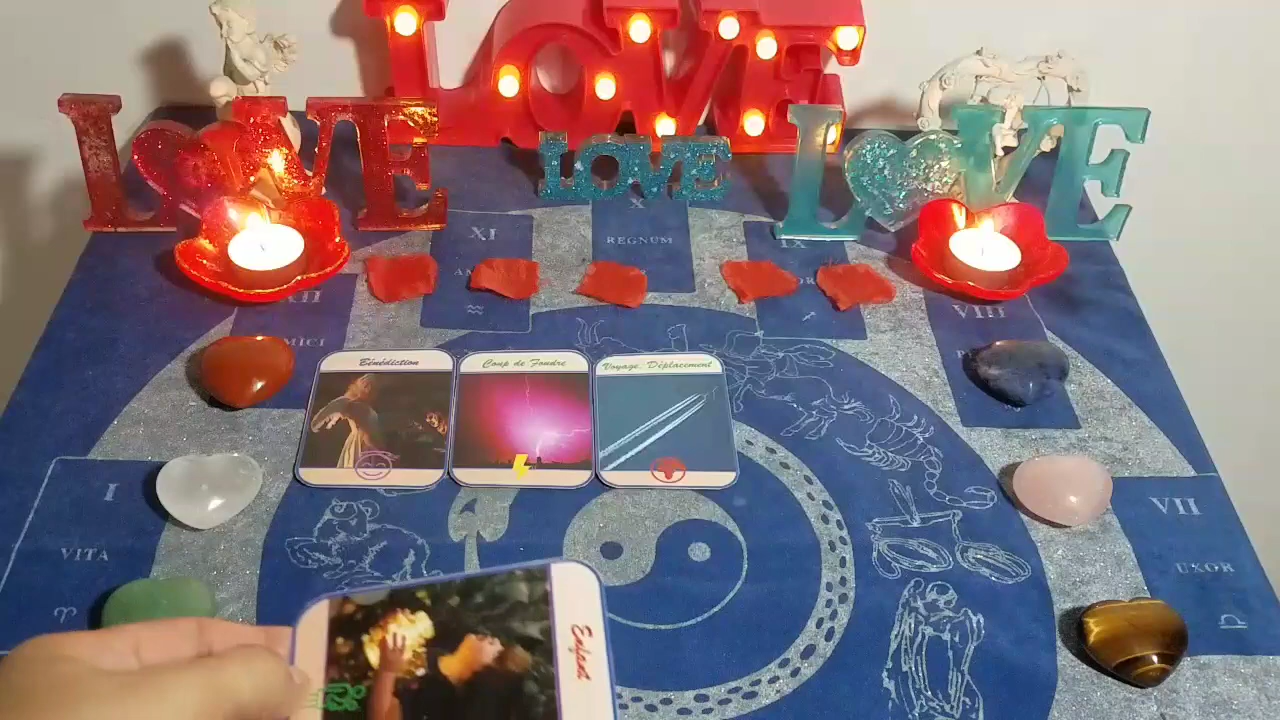 LOVE
LOVE
LOVE
LOVE
XI
X
REGNUM
IX
VIII
Bénédiction
Coup de Foudre
Voyage, Déplacement
I
VITA
VII
UXOR
Enfant